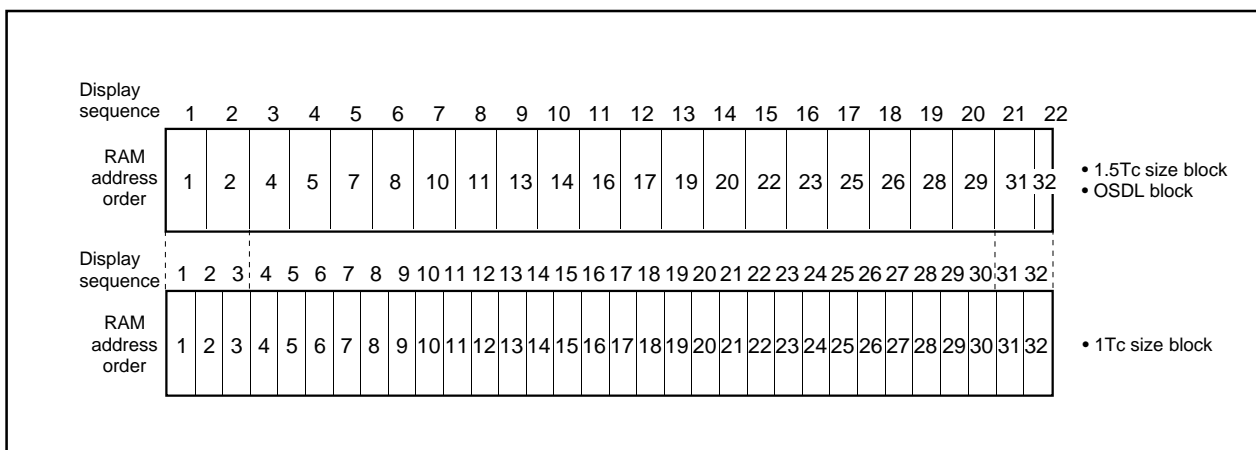 Display
sequence 1 2 3 4 5 6 7 8 9 10 11 12 13 14 15 16 17 18 19 20 21 22
RAM
address
order
1 2 4 5 7 8 10 11 13 14 16 17 19 20 22 23 25 26 28 29 31 32
• 1.5Tc size block
• OSDL block
Display
sequence 1 2 3 4 5 6 7 8 9 10 11 12 13 14 15 16 17 18 19 20 21 22 23 24 25 26 27 28 29 30 31 32
RAM
address
order
1 2 3 4 5 6 7 8 9 10 11 12 13 14 15 16 17 18 19 20 21 22 23 24 25 26 27 28 29 30 31 32
• 1Tc size block